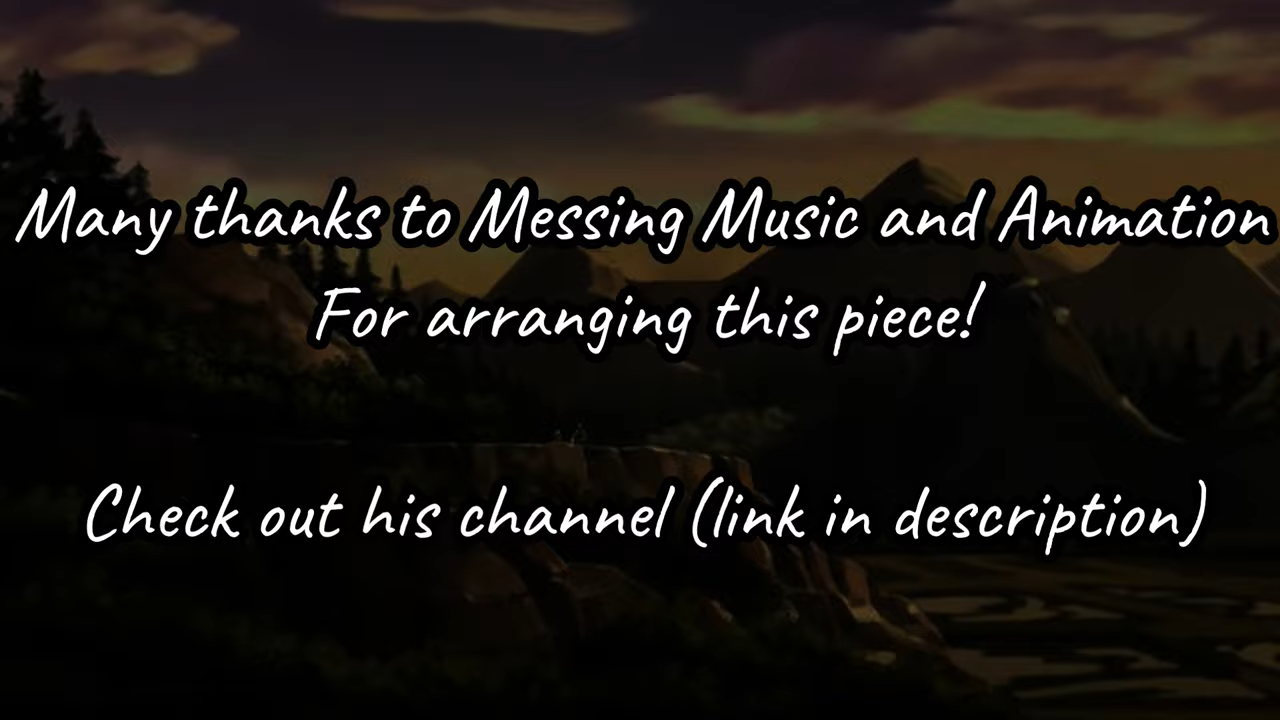 Many thanks to Messing Music and Animation
For arranging this piece!
Check out his channel (link in description)